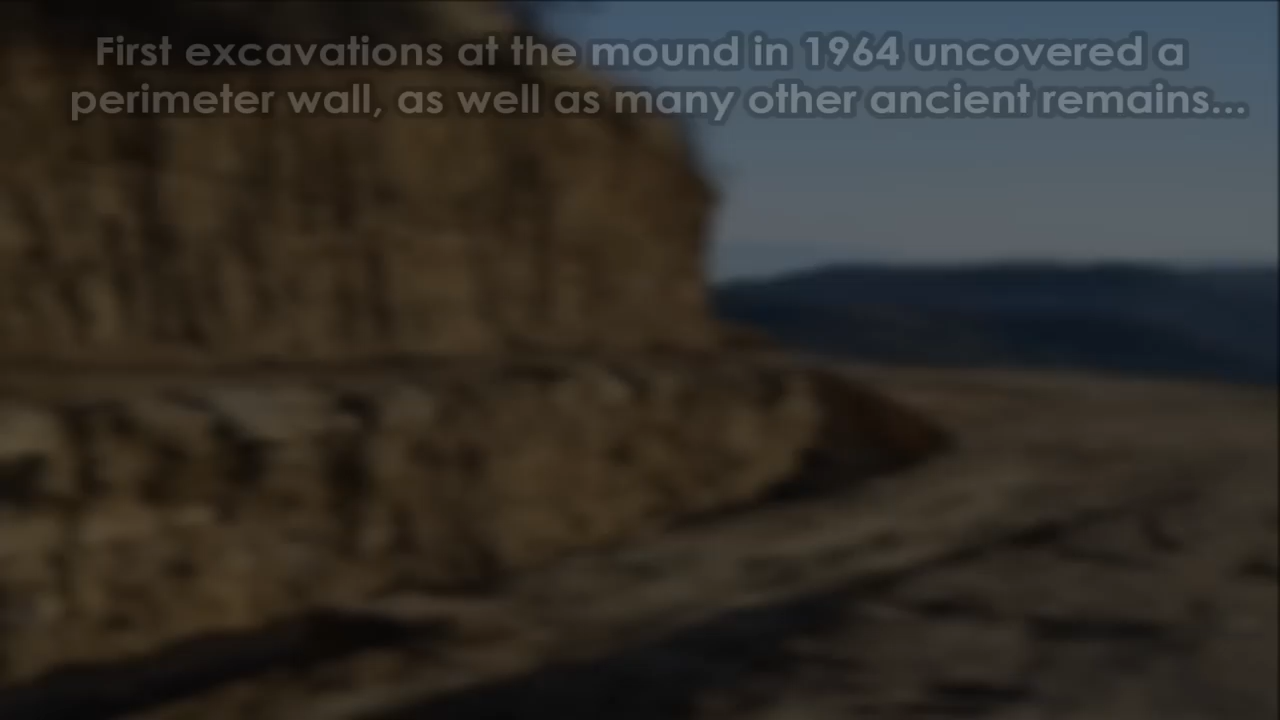 First excavations at the mound in 1964 uncovered a
perimeter wall, as well as many other ancient remains...